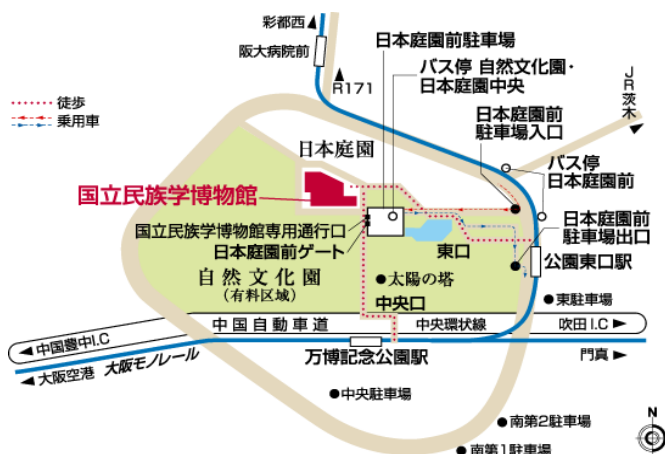 彩都西
阪大病院前
R171
日本庭園前駐車場
バス停 自然文化園・
日本庭園中央
JR茨木
徒歩
乗用車
日本庭園前
駐車場入口
日本庭園
バス停
日本庭園前
国立民族学博物館
国立民族学博物館専用通行口
日本庭園前ゲート
東口
日本庭園前
駐車場出口
公園東口駅
自然文化園
(有料区域)
太陽の塔
中央口
東駐車場
中国自動車道
中央環状線
吹田I.C
中国豊中I.C
大阪空港
大阪モノレール
万博記念公園駅
門真
中央駐車場
南第2駐車場
南第1駐車場
N